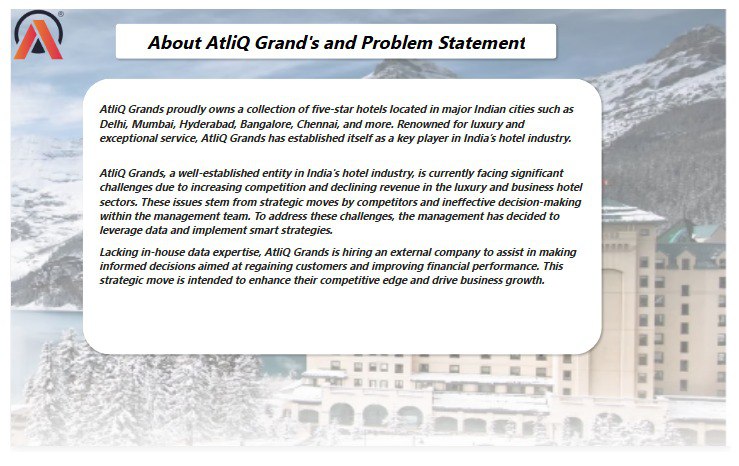 About AtliQ Grand's and Problem Statement
AtliQ Grands proudly owns a collection of five-star hotels located in major Indian cities such as
Delhi, Mumbai, Hyderabad, Bangalore, Chennai, and more. Renowned for luxury and
exceptional service, AtliQ Grands has established itself as a key player in India's hotel industry.
AtliQ Grands, a well-established entity in India's hotel industry, is currently facing significant
challenges due to increasing competition and declining revenue in the luxury and business hotel
sectors. These issues stem from strategic moves by competitors and ineffective decision-making
within the management team. To address these challenges, the management has decided to
leverage data and implement smart strategies.
Lacking in-house data expertise, AtliQ Grands is hiring an external company to assist in making
informed decisions aimed at regaining customers and improving financial performance. This
strategic move is intended to enhance their competitive edge and drive business growth.